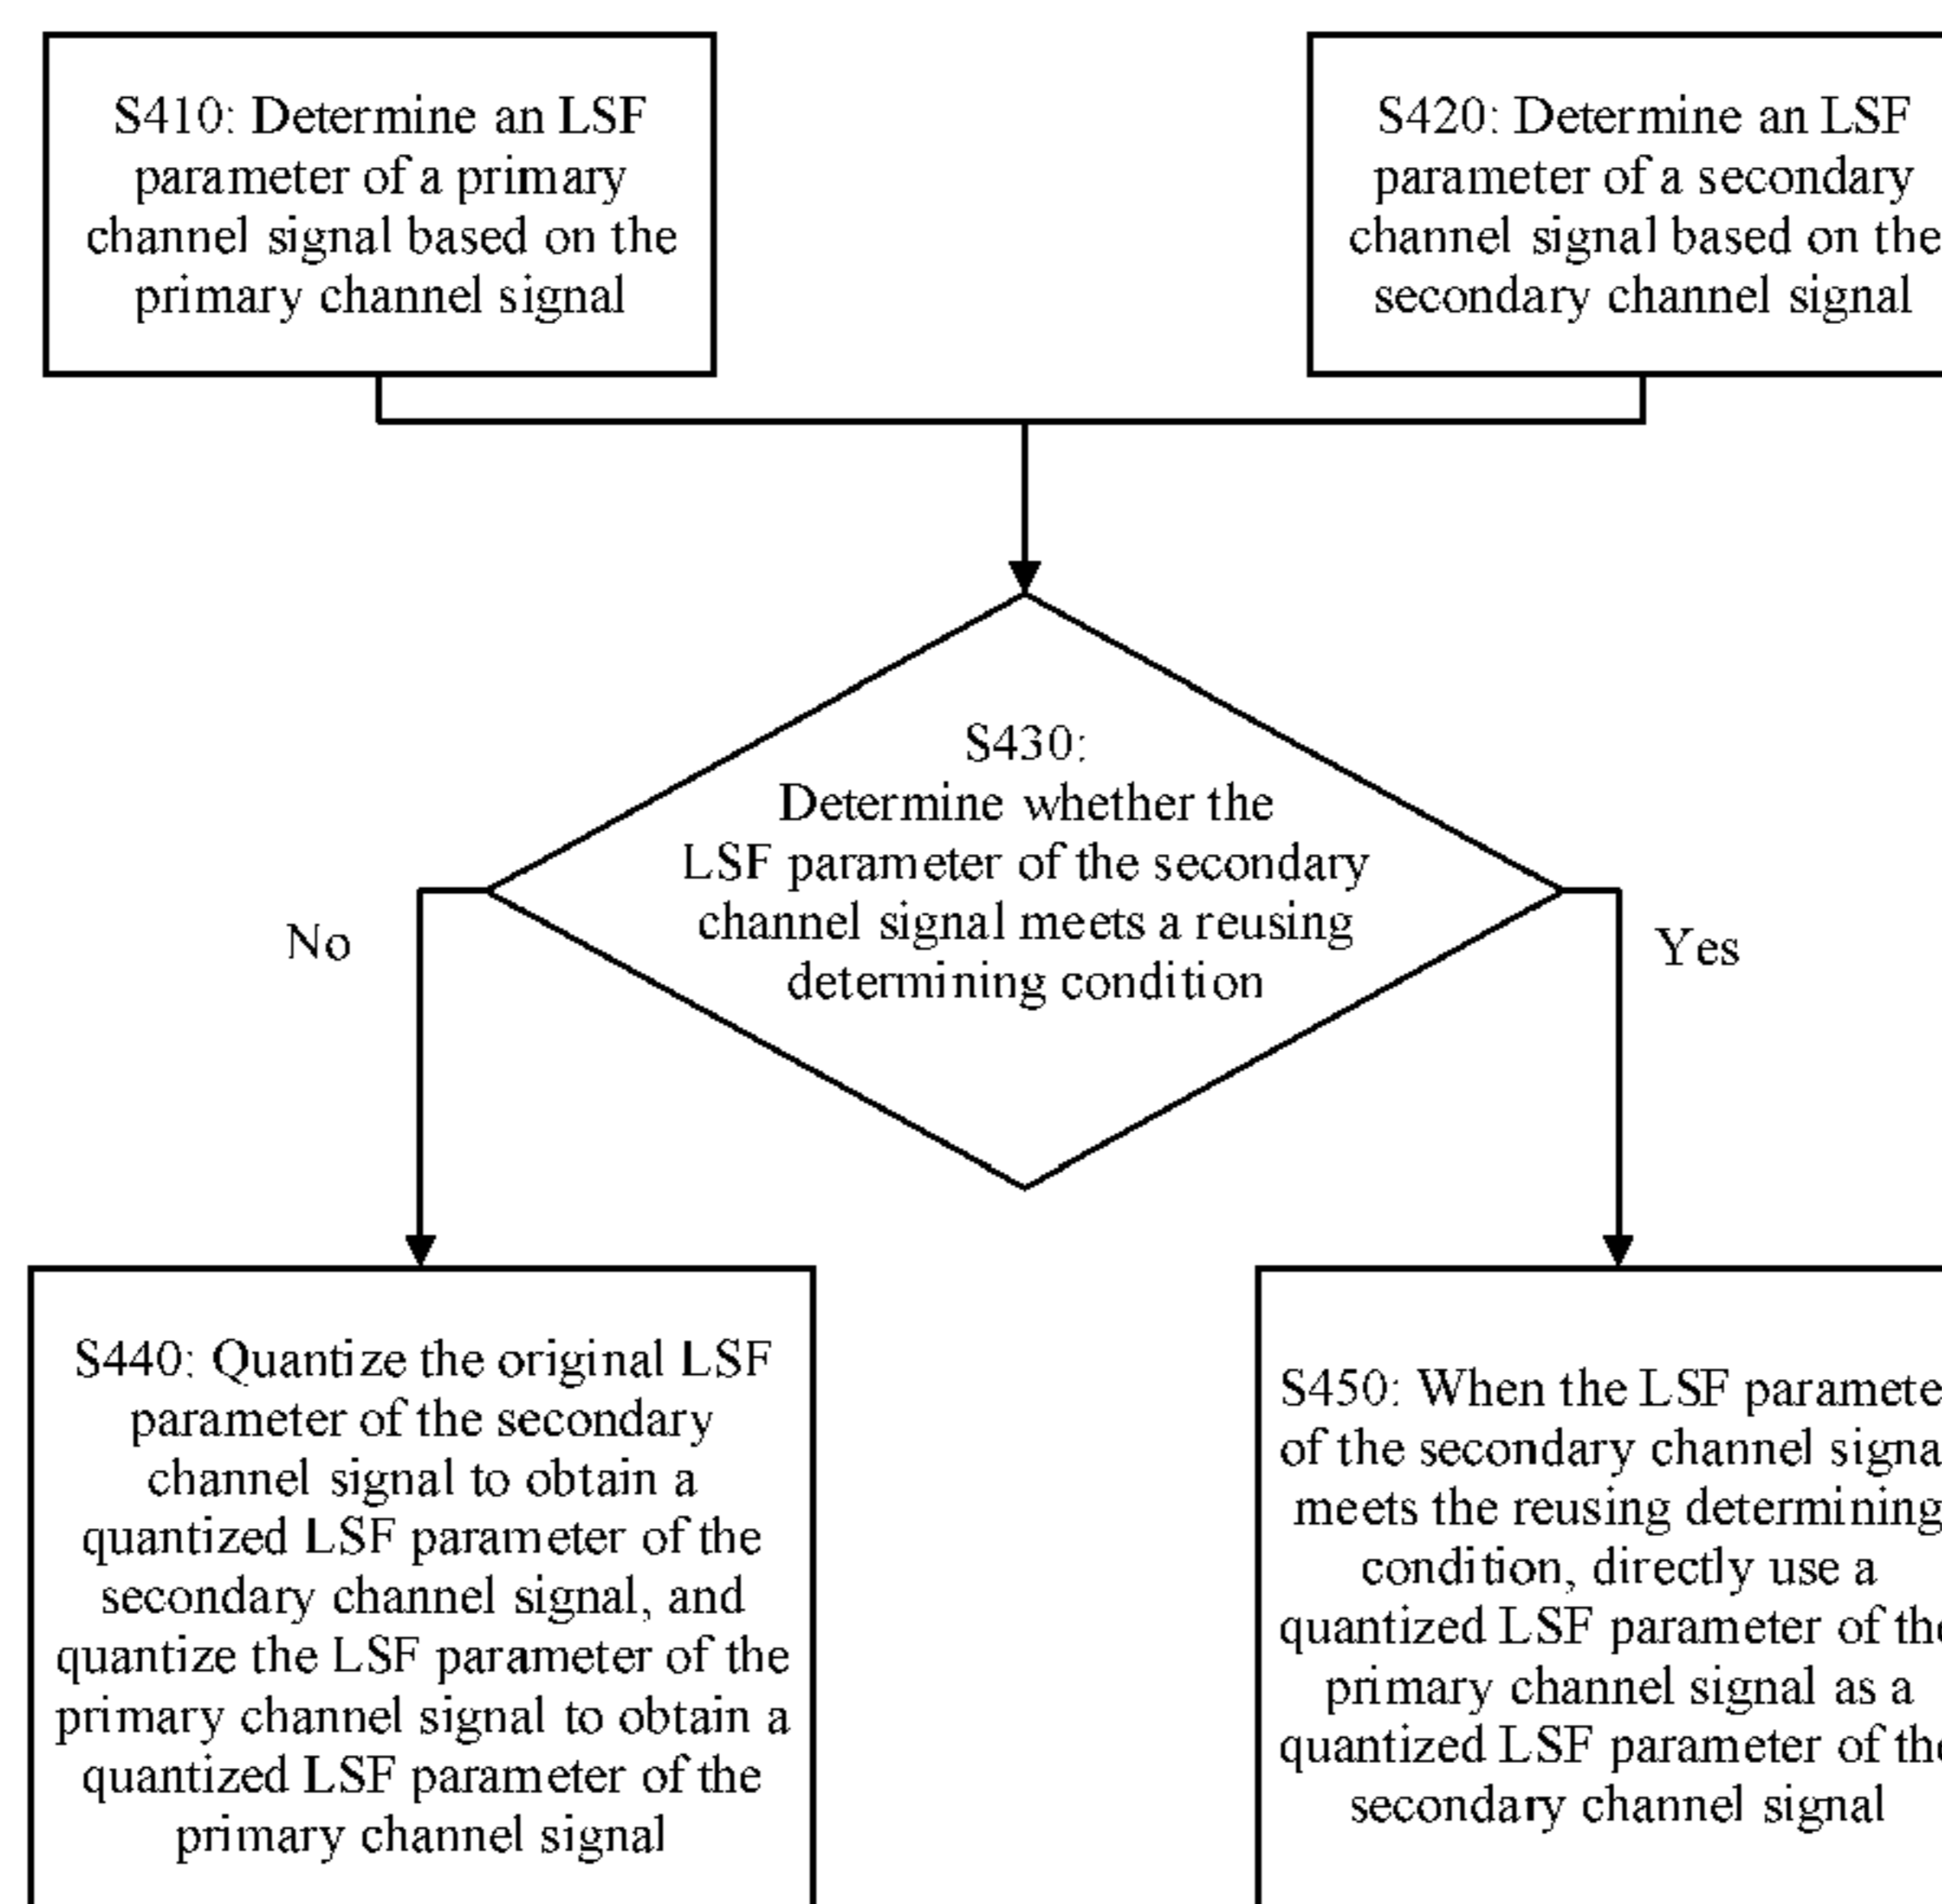 S410: Determine an LSF
parameter of a primary
channel signal based on the
primary channel signal
S420: Determine an LSF
parameter of a secondary
channel signal based on the
secondary channel signal
S430:
Determine whether the
LSF parameter of the secondary
channel signal meets a reusing
determining condition
No
Yes
S440: Quantize the original LSF
parameter of the secondary
channel signal to obtain a
quantized LSF parameter of the
secondary channel signal, and
quantize the LSF parameter of the
primary channel signal to obtain a
quantized LSF parameter of the
primary channel signal
S450: When the LSF
of the secondary channel
meets the reusing determining
condition, directly use a
quantized LSF parameter of
primary channel signal as a
quantized LSF parameter of
secondary channel signal